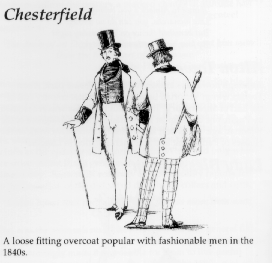 Chesterfield
A loose fitting overcoat popular with fashionable men in the
1840s.